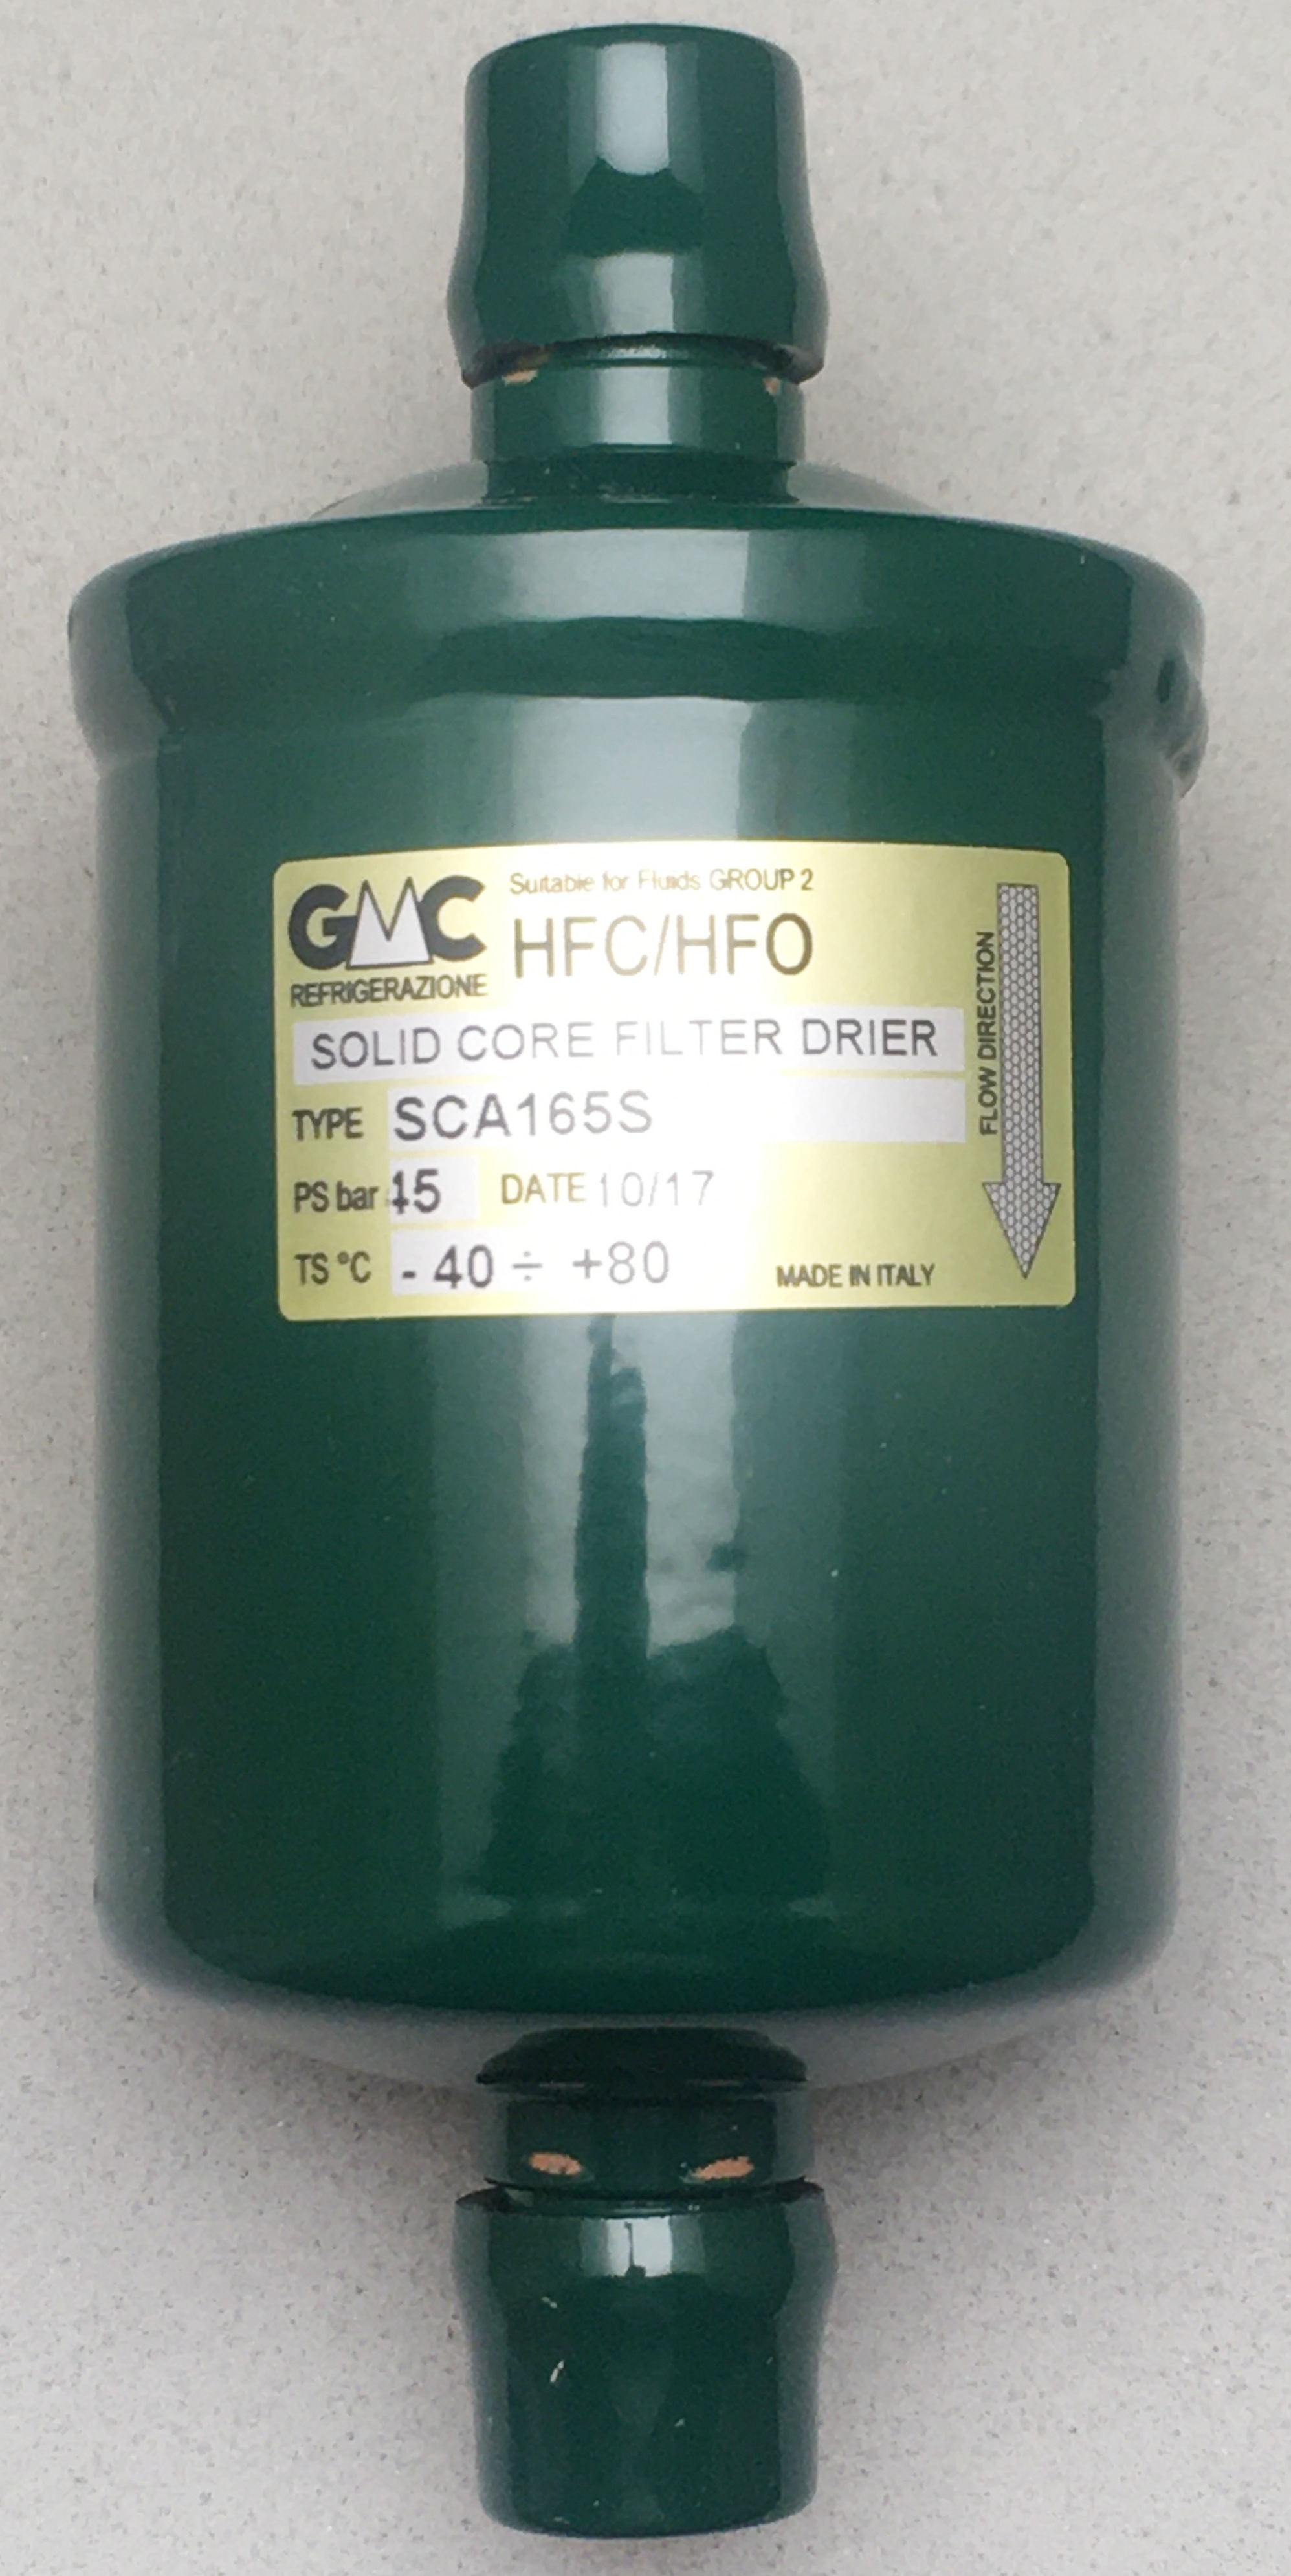 GMC
REFRIGERAZIONE
Suitable for Fluids GROUP 2
HFC/HFO
SOLID CORE FILTER DRIER
TYPE SCA165S
PS bar 45 DATE 10/17
TS °C - 40 ÷ +80
MADE IN ITALY
FLOW DIRECTION